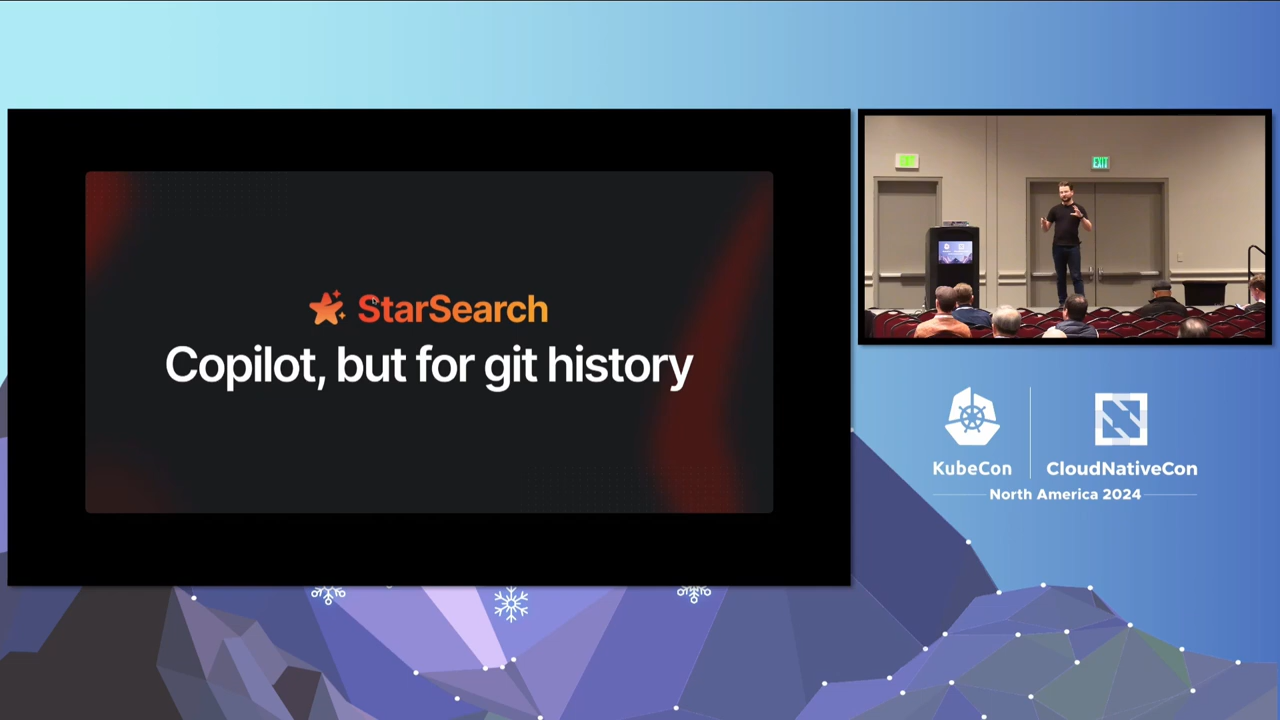 StarSearch
Copilot, but for git history
EXIT
KubeCon
CloudNativeCon
North America 2024